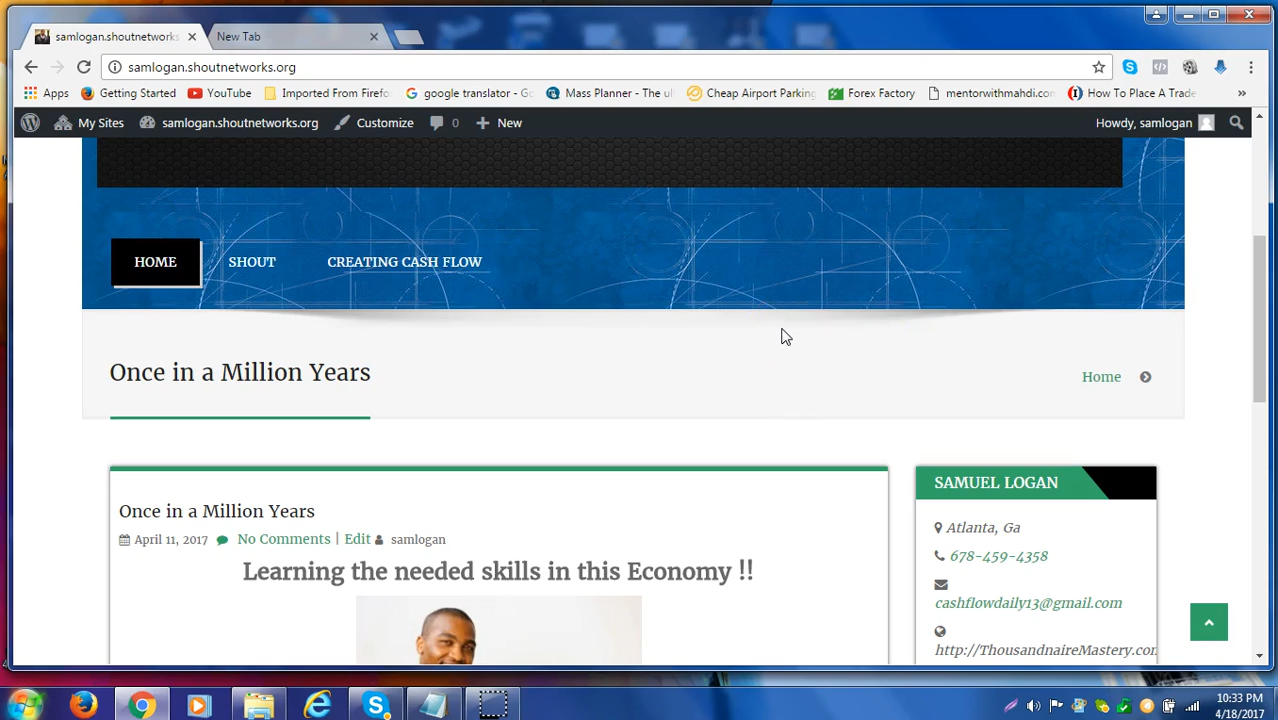 samlogan.shoutnetworks
New Tab
samlogan.shoutnetworks.org
Apps Getting Started YouTube Imported From Firefo google translator - G Mass Planner - The ul Cheap Airport Parking Forex Factory mentorwithmahdi.com How To Place A Trade »
My Sites samlogan.shoutnetworks.org Customize 0 New Howdy, samlogan
HOME SHOUT CREATING CASH FLOW
Once in a Million Years
Home
Once in a Million Years
April 11, 2017 No Comments | Edit samlogan
Learning the needed skills in this Economy !!
SAMUEL LOGAN
Atlanta, Ga
678-459-4358
cashflowdaily13@gmail.com
http://ThousandnaireMastery.com
10:33 PM
4/18/2017